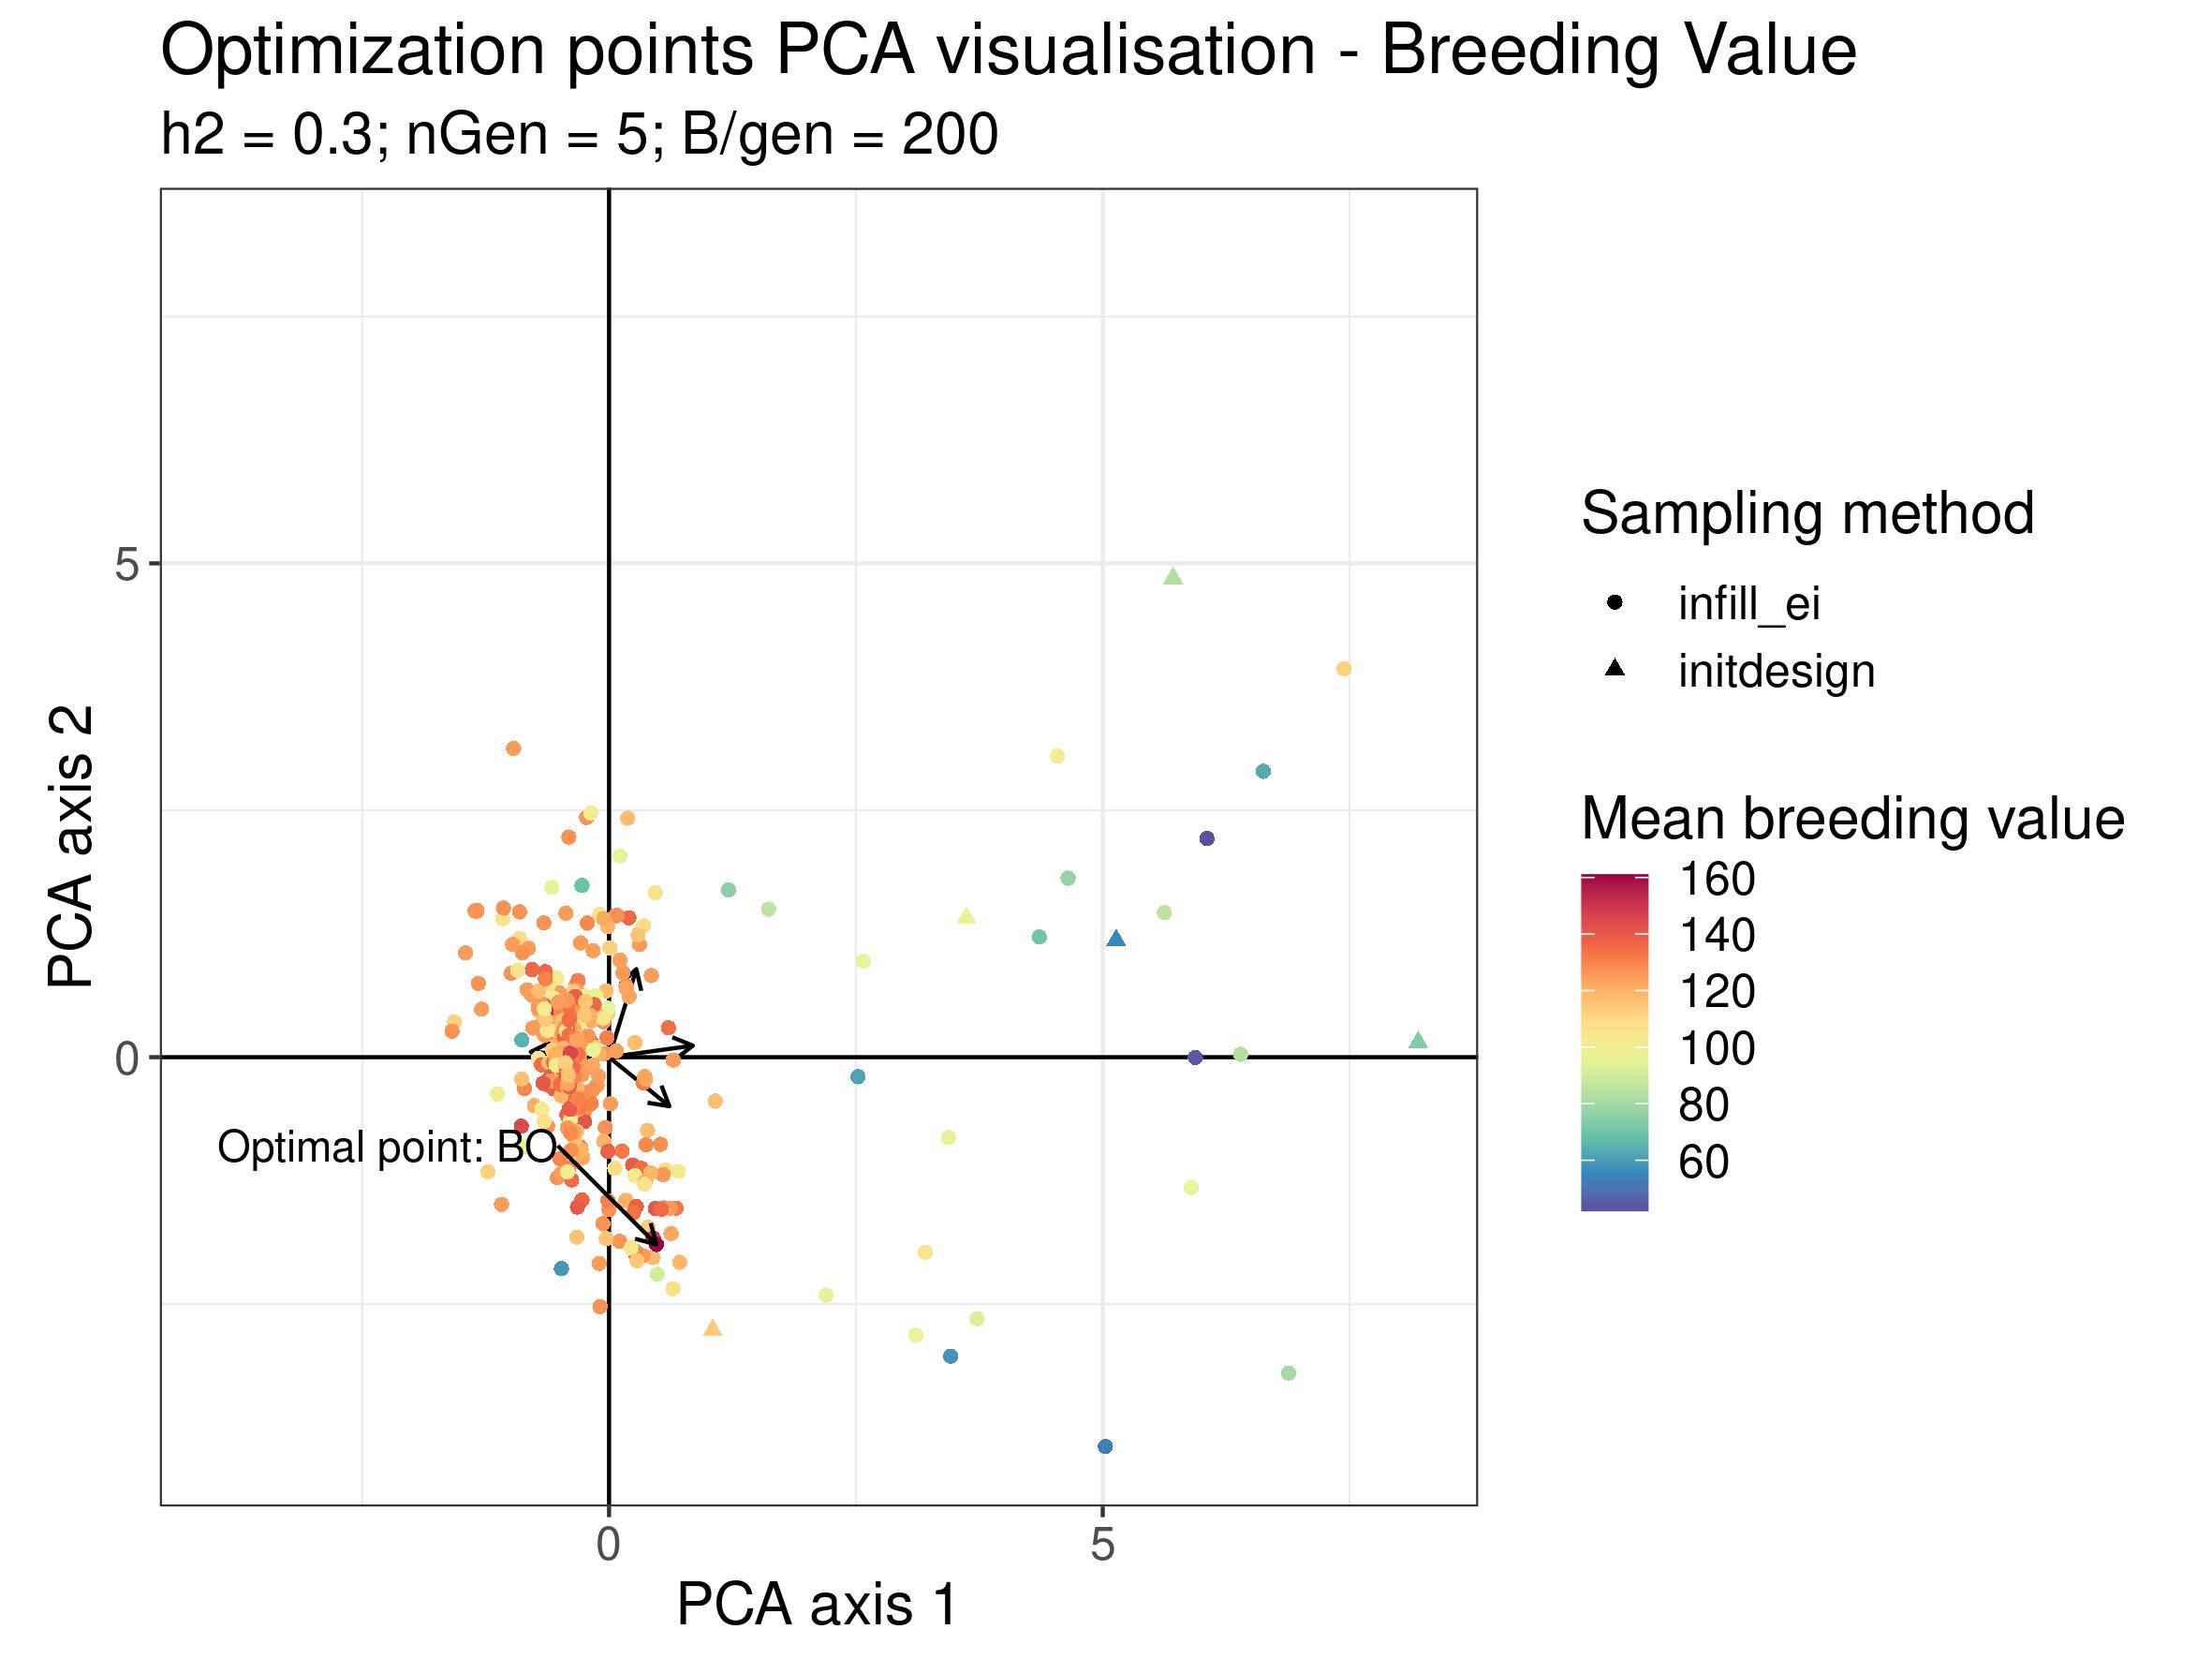 Optimization points PCA visualisation - Breeding Value
h2 = 0.3; nGen = 5; B/gen = 200
5
0
PCA axis 2
Optimal point: BO
0
5
PCA axis 1
Sampling method
infill_ei
initdesign
Mean breeding value
160
140
120
100
80
60